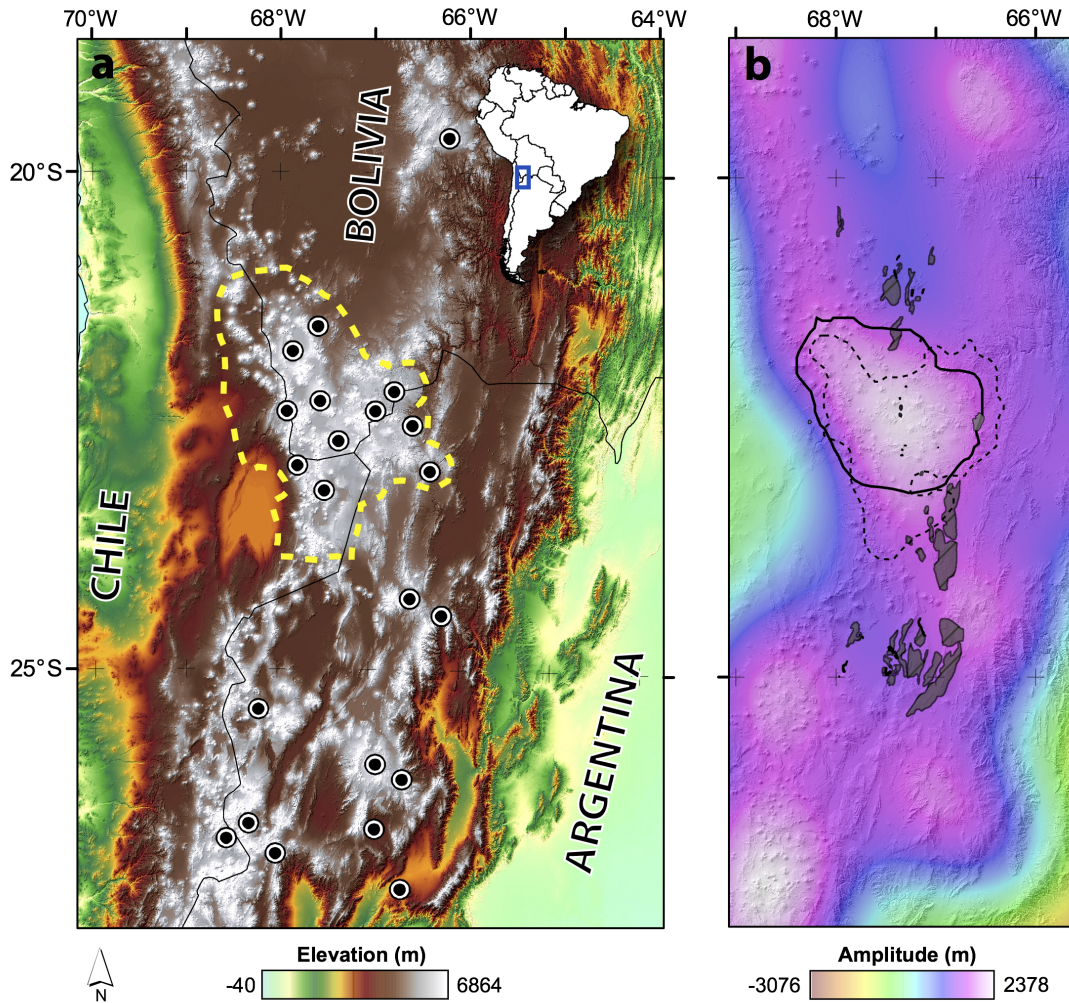 70°W 68°W 66°W 64°W 68°W 66°W
a
b
BOLIVIA
20°S
CHILE
25°S
ARGENTINA
N
Elevation (m)
-40 6864
Amplitude (m)
-3076 2378